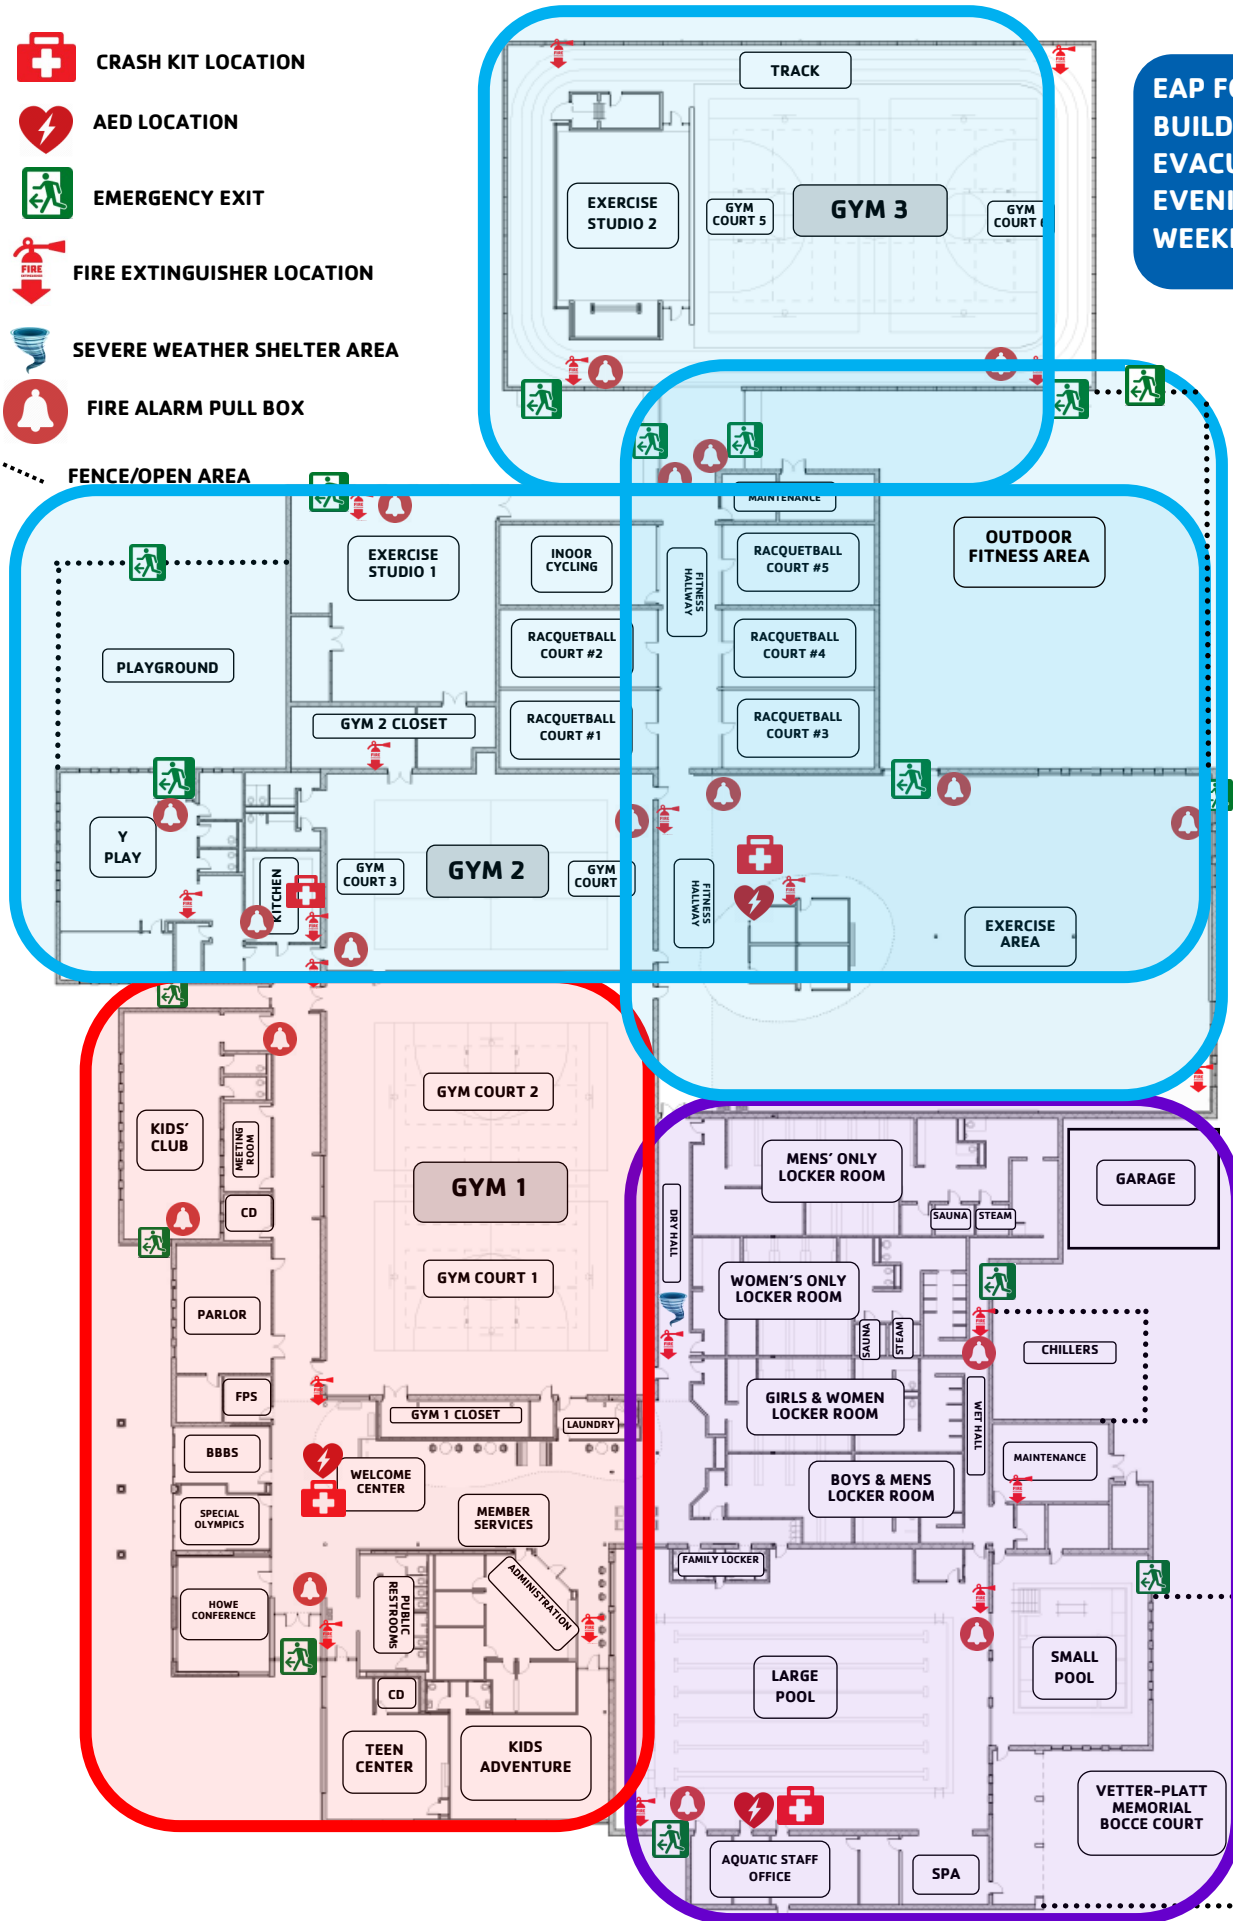 CRASH KIT LOCATION
AED LOCATION
EMERGENCY EXIT
FIRE
FIRE EXTINGUISHER LOCATION
SEVERE WEATHER SHELTER AREA
FIRE ALARM PULL BOX
FENCE/OPEN AREA
EAP FO
BUILD
EVACU
EVENI
WEEKE
TRACK
EXERCISE
STUDIO 2
GYM
COURT 5
GYM 3
GYM
COURT 6
MAINTENANCE
EXERCISE
STUDIO 1
INOOR
CYCLING
FITNESS
HALLWAY
RACQUETBALL
COURT #5
OUTDOOR
FITNESS AREA
PLAYGROUND
RACQUETBALL
COURT #2
RACQUETBALL
COURT #4
GYM 2 CLOSET
RACQUETBALL
COURT #1
RACQUETBALL
COURT #3
Y
PLAY
KITCHEN
GYM
COURT 3
GYM 2
GYM
COURT
FITNESS
HALLWAY
EXERCISE
AREA
KIDS'
CLUB
MEETING
ROOM
CD
GYM COURT 2
GYM 1
GYM COURT 1
PARLOR
FPS
GYM 1 CLOSET
LAUNDRY
BBBS
WELCOME
CENTER
SPECIAL
OLYMPICS
MEMBER
SERVICES
HOWE
CONFERENCE
PUBLIC
RESTROOMS
ADMINISTRATION
CD
TEEN
CENTER
KIDS
ADVENTURE
MENS' ONLY
LOCKER ROOM
GARAGE
DRY HALL
SAUNA
STEAM
WOMEN'S ONLY
LOCKER ROOM
SAUNA
STEAM
CHILLERS
GIRLS & WOMEN
LOCKER ROOM
WET HALL
BOYS & MENS
LOCKER ROOM
MAINTENANCE
FAMILY LOCKER
LARGE
POOL
SMALL
POOL
AQUATIC STAFF
OFFICE
SPA
VETTER-PLATT
MEMORIAL
BOCCE COURT